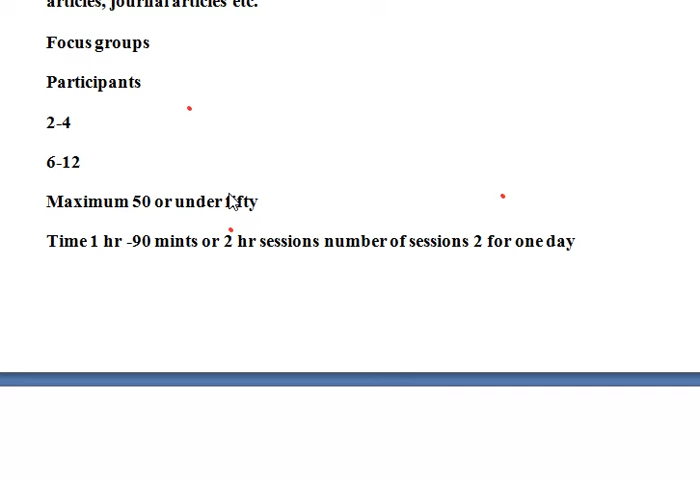 articles, journal articles etc.
Focus groups
Participants
2-4
6-12
Maximum 50 or under fifty
Time 1 hr -90 mints or 2 hr sessions number of sessions 2 for one day